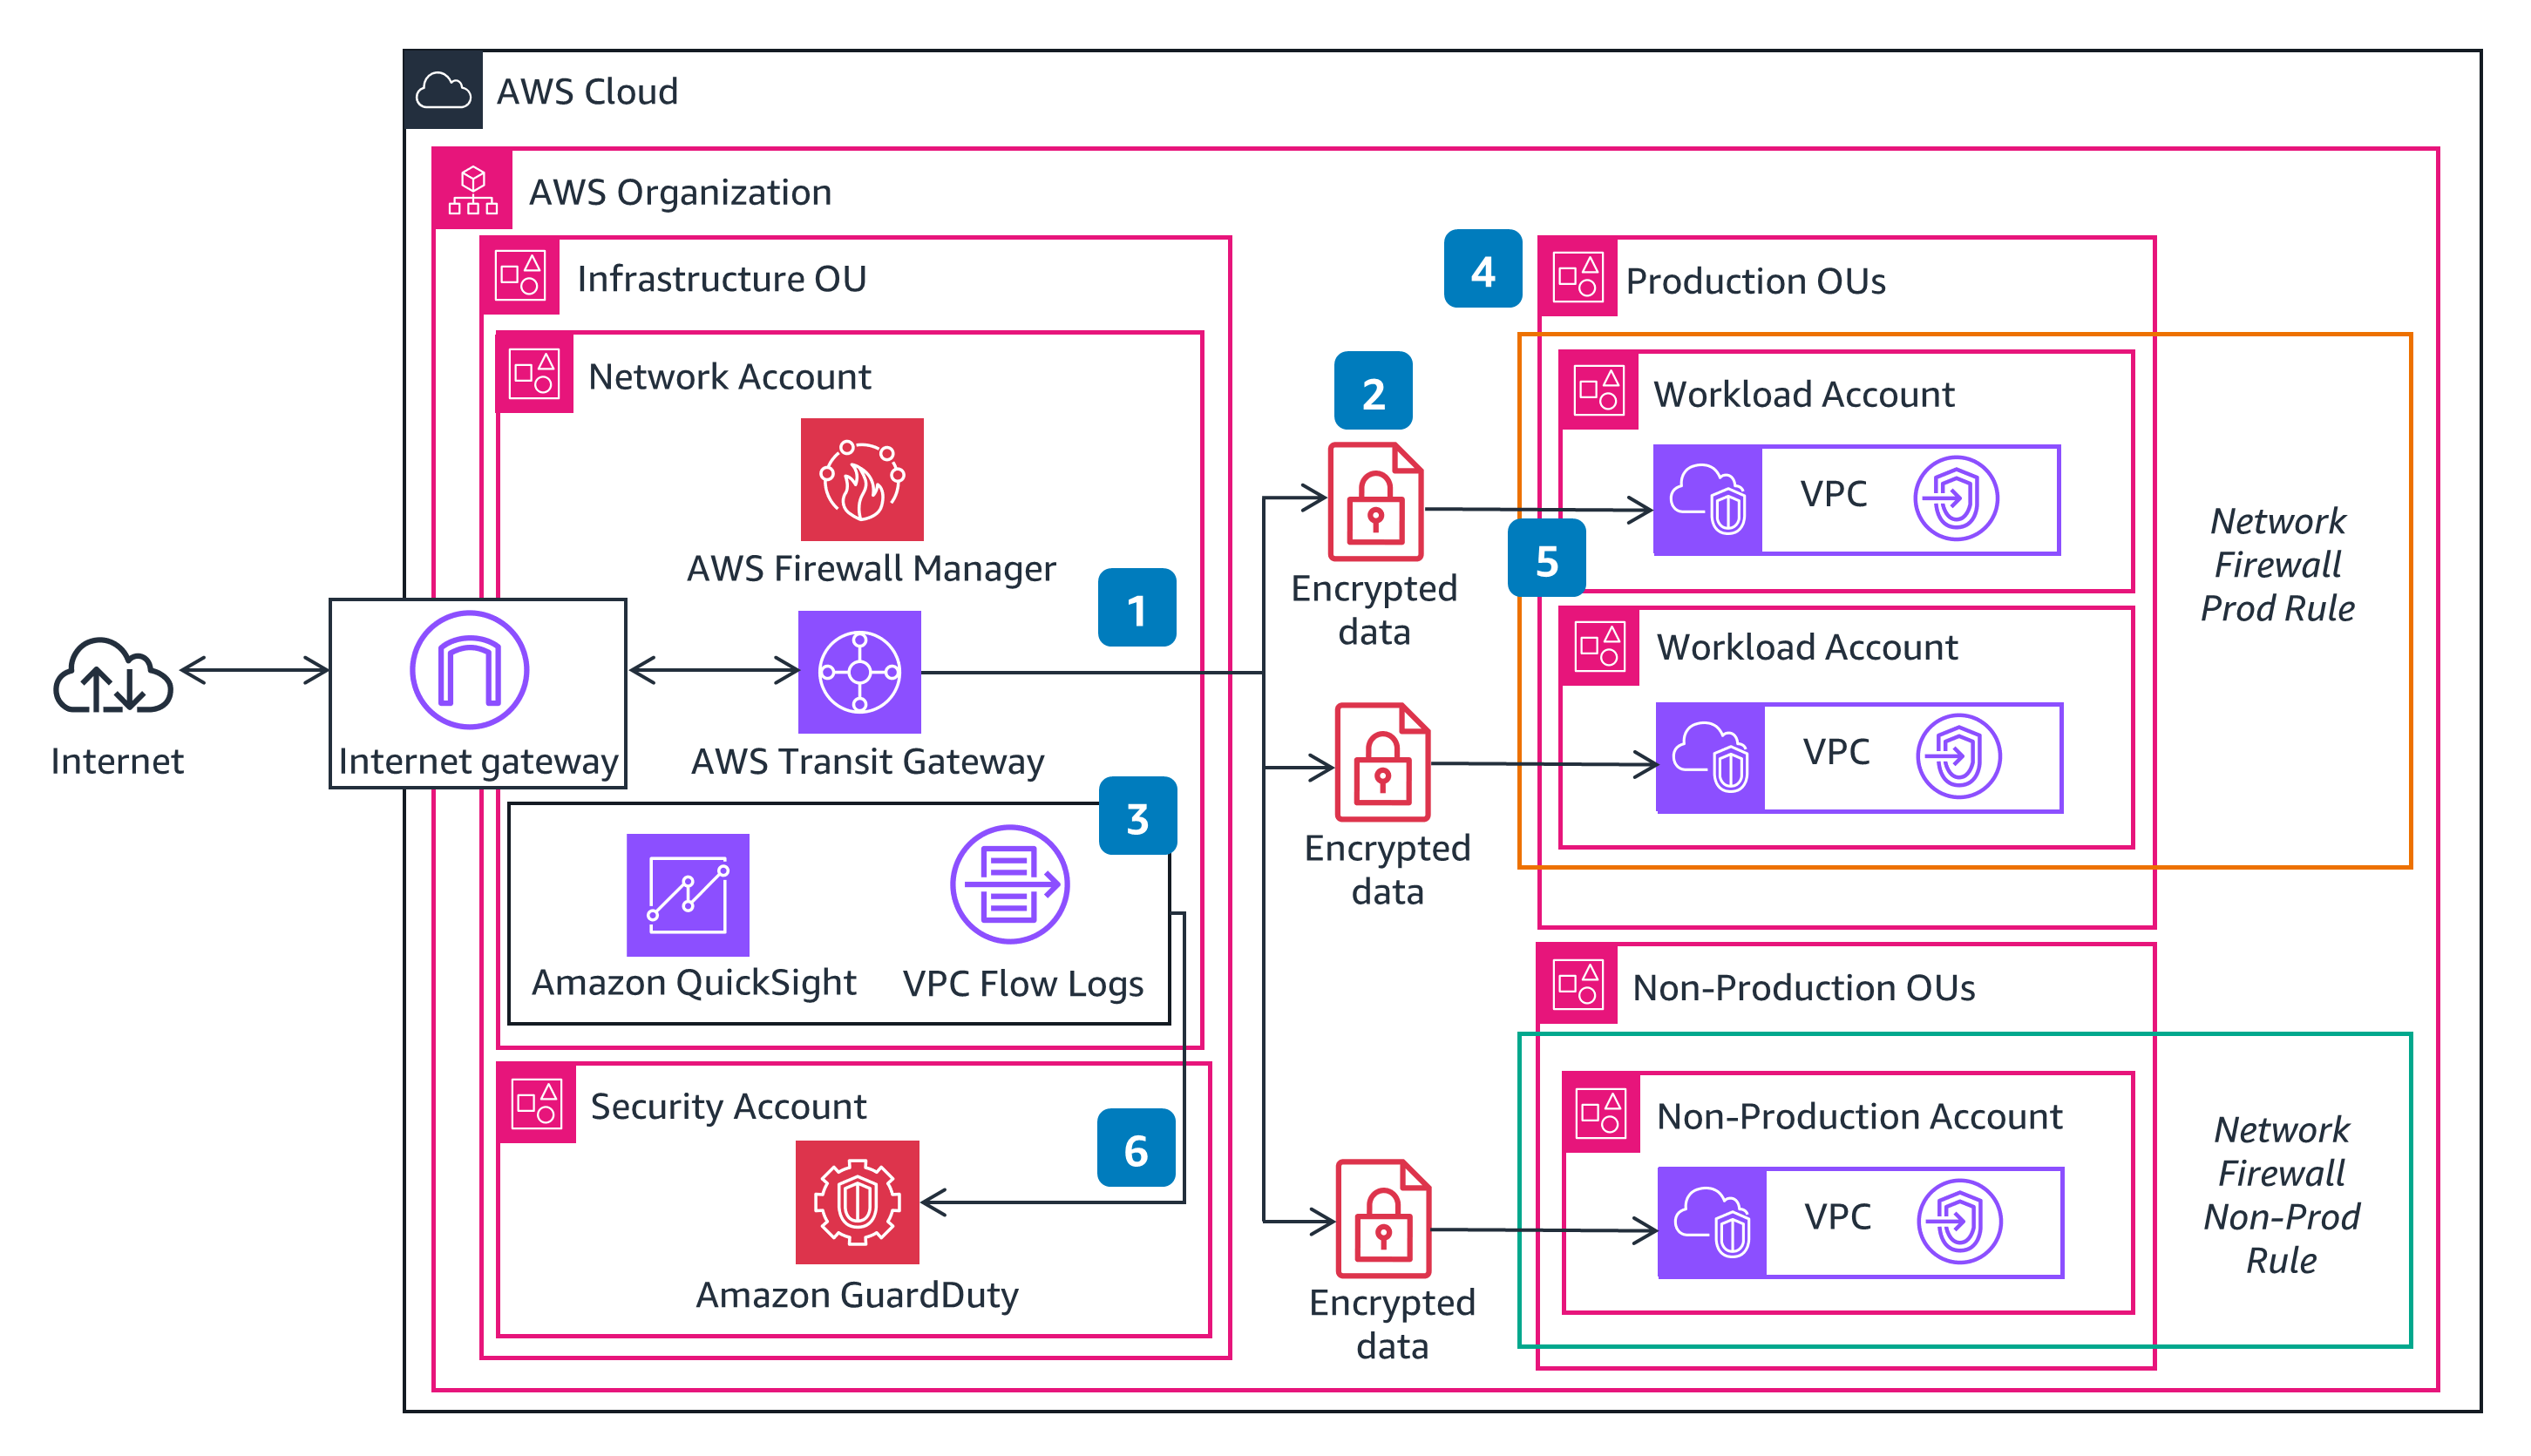 AWS Cloud
AWS Organization
Infrastructure OU
Network Account
AWS Firewall Manager
1
Internet
Internet gateway
AWS Transit Gateway
3
Amazon QuickSight
VPC Flow Logs
Security Account
6
Amazon GuardDuty
2
Encrypted
data
Encrypted
data
Encrypted
data
4
Production OUs
Workload Account
VPC
5
Workload Account
VPC
Network
Firewall
Prod Rule
Non-Production OUs
Non-Production Account
VPC
Network
Firewall
Non-Prod
Rule